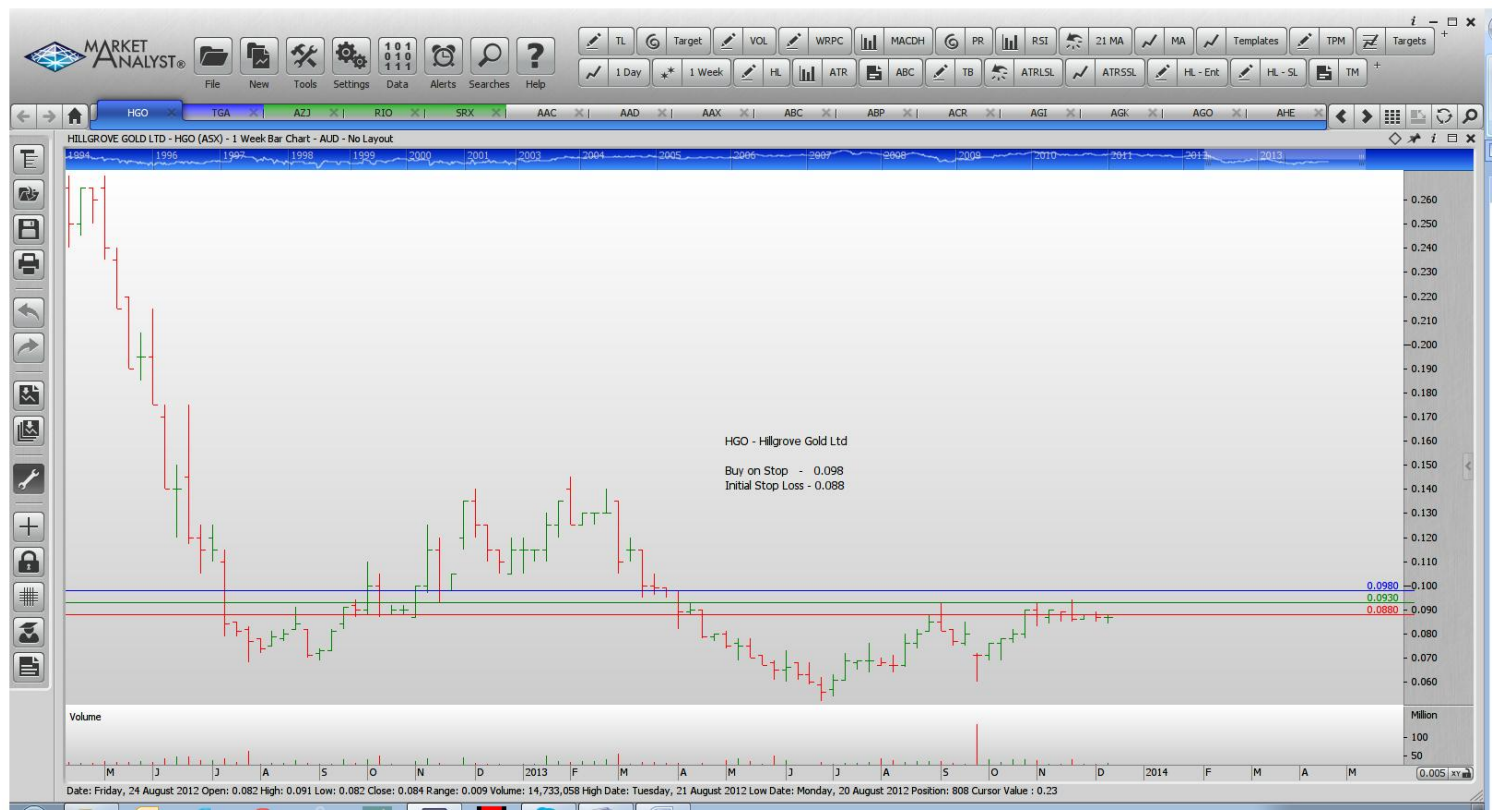 i
MARKET
ANALYST®
File New Tools Settings Data Alerts Searches Help
TL Target VOL WRPC MACDH PR RSI 21 MA MA Templates TPM Targets +
1 Day 1 Week HL ATR ABC TB ATRLSL ATRSSL HL - Ent HL - SL TM +
HGO TGA AZJ RIO SRX AAC AAD AAX ABC ABP ACR AGI AGK AGO AHE
HILLGROVE GOLD LTD - HGO (ASX) - 1 Week Bar Chart - AUD - No Layout
1994 1996 1997 1998 1999 2000 2001 2003 2004 2005 2006 2007 2008 2009 2010 2011 2012 2013
0.260
0.250
0.240
0.230
0.220
0.210
0.200
0.190
0.180
0.170
HGO - Hillgrove Gold Ltd
0.160
Buy on Stop - 0.098
0.150
Initial Stop Loss - 0.088
0.140
0.130
0.120
0.110
0.0980 0.100
0.0930
0.0880 0.090
0.080
0.070
0.060
Volume
Million
100
50
M J J A S O N D 2013 F M A M J J A S O N D 2014 F M A M
0.005 XY
Date: Friday, 24 August 2012 Open: 0.082 High: 0.091 Low: 0.082 Close: 0.084 Range: 0.009 Volume: 14,733,058 High Date: Tuesday, 21 August 2012 Low Date: Monday, 20 August 2012 Position: 808 Cursor Value : 0.23